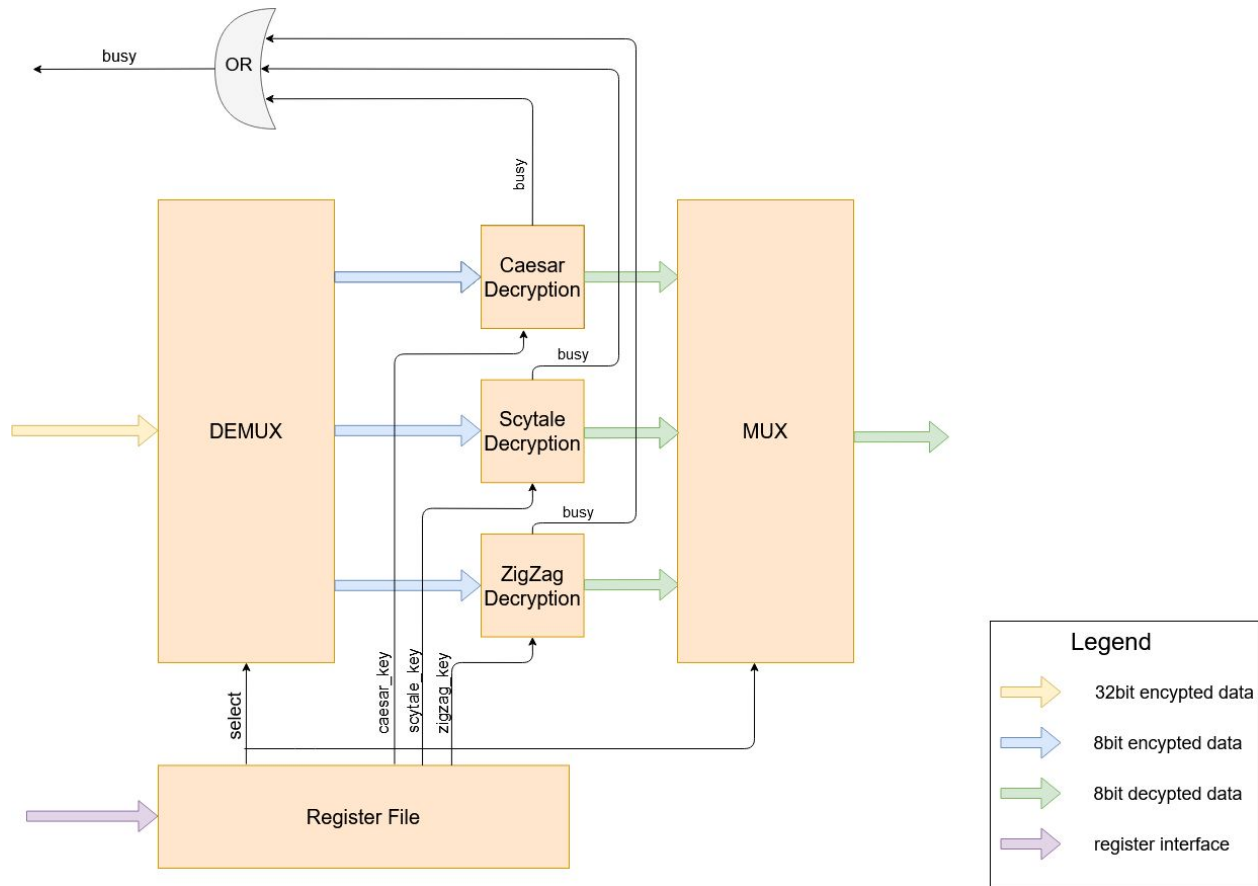 busy
OR
busy
Caesar
Decryption
busy
DEMUX
Scytale
Decryption
MUX
busy
ZigZag
Decryption
select
caesar_key
scytale_key
zigzag_key
Register File
Legend
32bit encypted data
8bit encypted data
8bit decypted data
register interface